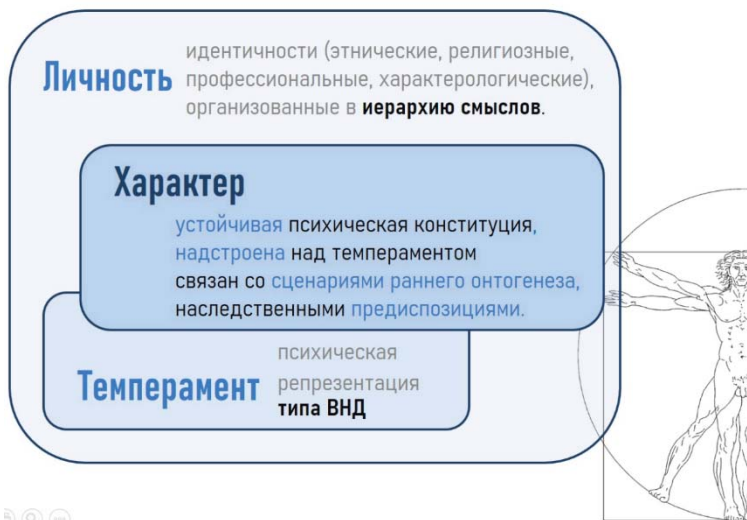 Личность
идентичности (этнические, религиозные,
профессиональные, характерологические),
организованные в иерархию смыслов.
Характер
устойчивая психическая конституция,
надстроена над темпераментом
связан со сценариями раннего онтогенеза,
наследственными предиспозициями.
Темперамент
психическая
репрезентация
типа ВНД